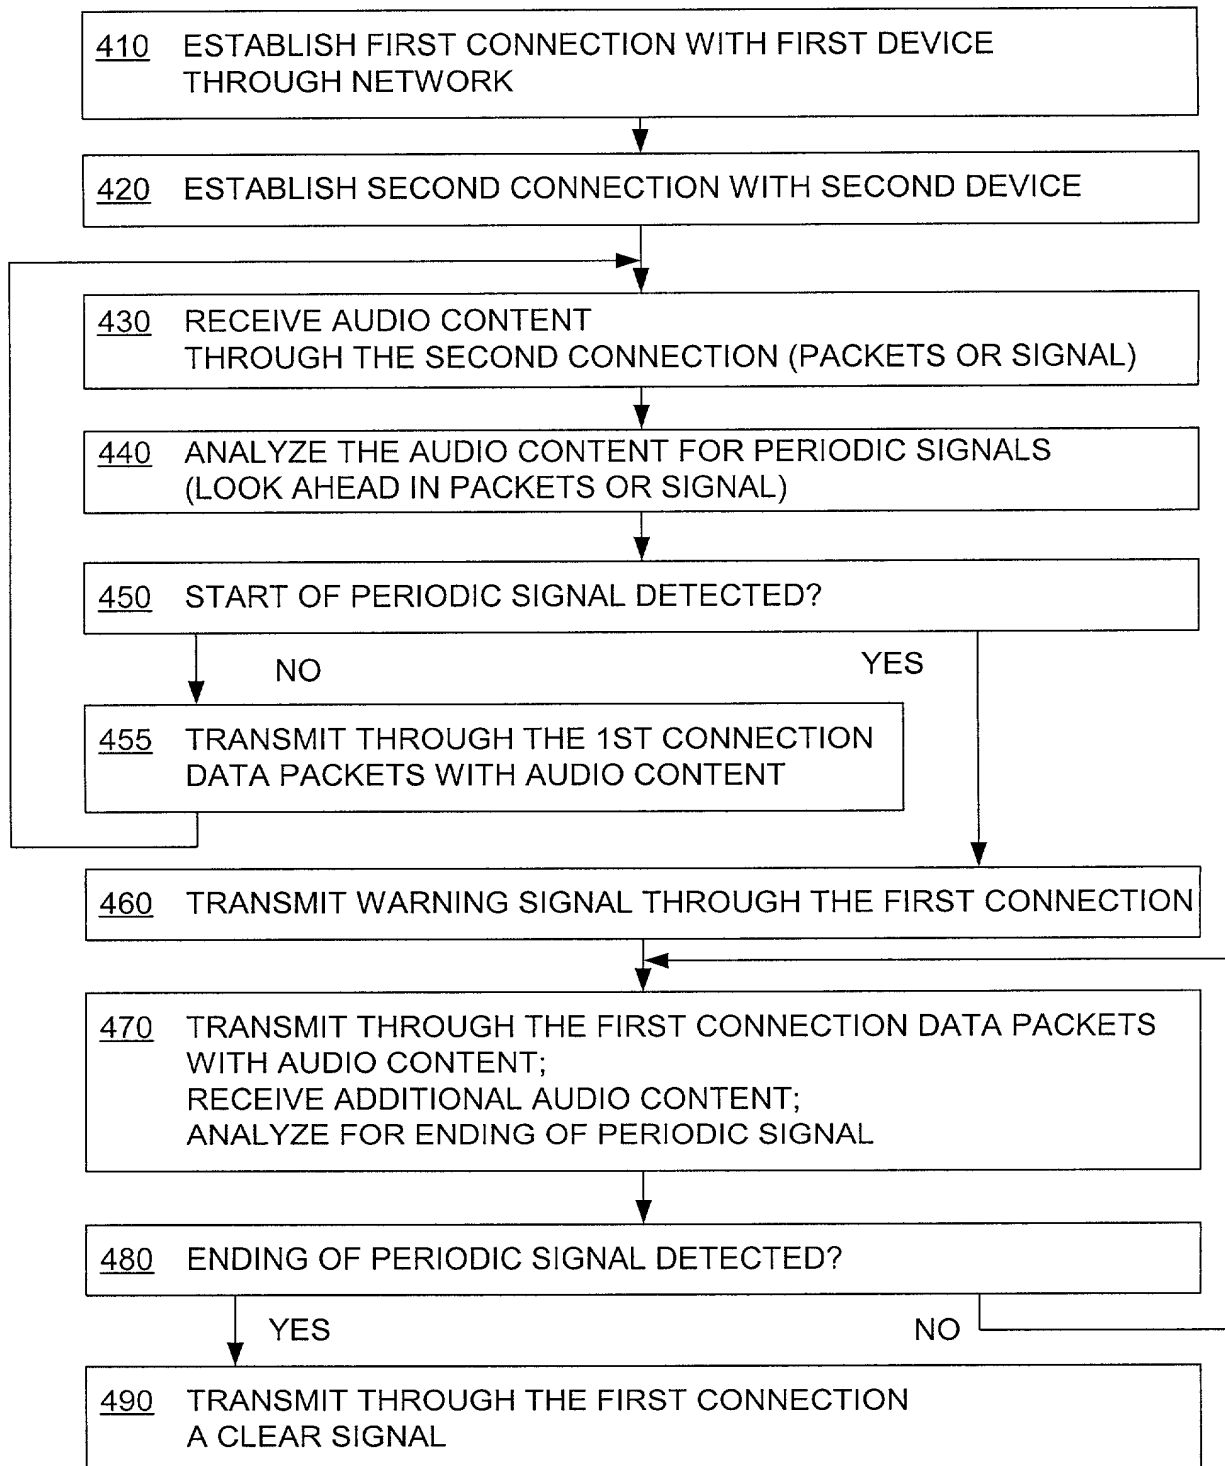 410 ESTABLISH FIRST CONNECTION WITH FIRST DEVICE
THROUGH NETWORK
420 ESTABLISH SECOND CONNECTION WITH SECOND DEVICE
430 RECEIVE AUDIO CONTENT
THROUGH THE SECOND CONNECTION (PACKETS OR SIGNAL)
440 ANALYZE THE AUDIO CONTENT FOR PERIODIC SIGNALS
(LOOK AHEAD IN PACKETS OR SIGNAL)
450 START OF PERIODIC SIGNAL DETECTED?
NO YES
455 TRANSMIT THROUGH THE 1ST CONNECTION
DATA PACKETS WITH AUDIO CONTENT
460 TRANSMIT WARNING SIGNAL THROUGH THE FIRST CONNECTION
470 TRANSMIT THROUGH THE FIRST CONNECTION DATA PACKETS
WITH AUDIO CONTENT;
RECEIVE ADDITIONAL AUDIO CONTENT;
ANALYZE FOR ENDING OF PERIODIC SIGNAL
480 ENDING OF PERIODIC SIGNAL DETECTED?
YES NO
490 TRANSMIT THROUGH THE FIRST CONNECTION
A CLEAR SIGNAL